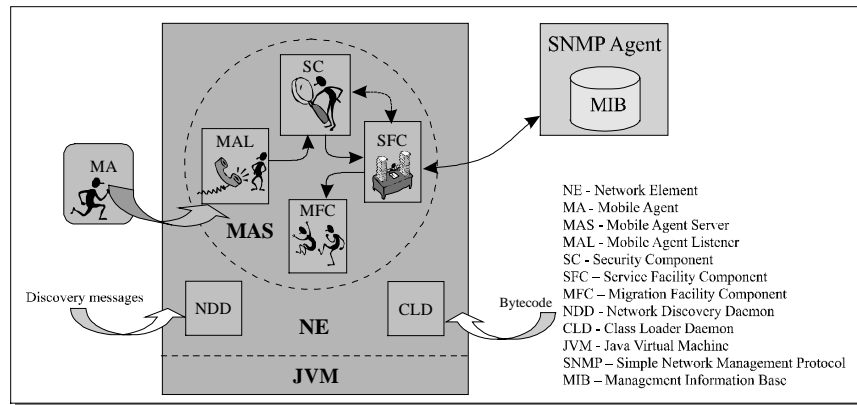 SC
SNMP Agent
MIB
MAL
SFC
MA
MFC
MAS
Discovery messages
NDD
NE
CLD
Bytecode
JVM
NE - Network Element
MA - Mobile Agent
MAS - Mobile Agent Server
MAL - Mobile Agent Listener
SC - Security Component
SFC – Service Facility Component
MFC – Migration Facility Component
NDD - Network Discovery Daemon
CLD - Class Loader Daemon
JVM - Java Virtual Machine
SNMP – Simple Network Management Protocol
MIB – Management Information Base